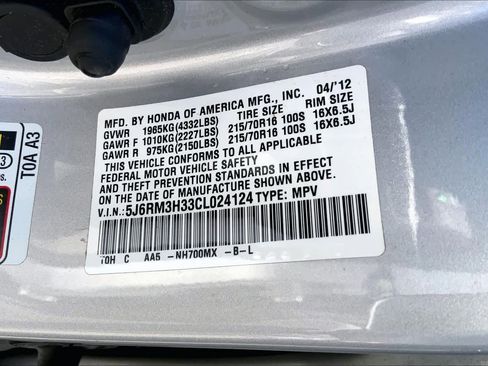 MFD. BY HONDA OF AMERICA MFG., INC. 04/'12
GVWR 1965KG(4332LBS) TIRE SIZE RIM SIZE
GAWR F 1010KG(2227LBS) 215/70R16 100S 16X6.5J
GAWR R 975KG(2150LBS) 215/70R16 100S 16X6.5J
THIS VEHICLE CONFORMS TO ALL APPLICABLE
FEDERAL MOTOR VEHICLE SAFETY
AND THEFT PREVENTION STANDARDS IN EFFECT
ON THE DATE OF MANUFACTURE SHOWN ABOVE.
V.I.N: 5J6RM3H33CL024124 TYPE: MPV
TOH C AA5 -NH700MX -B-L
TOA A3
3
s.